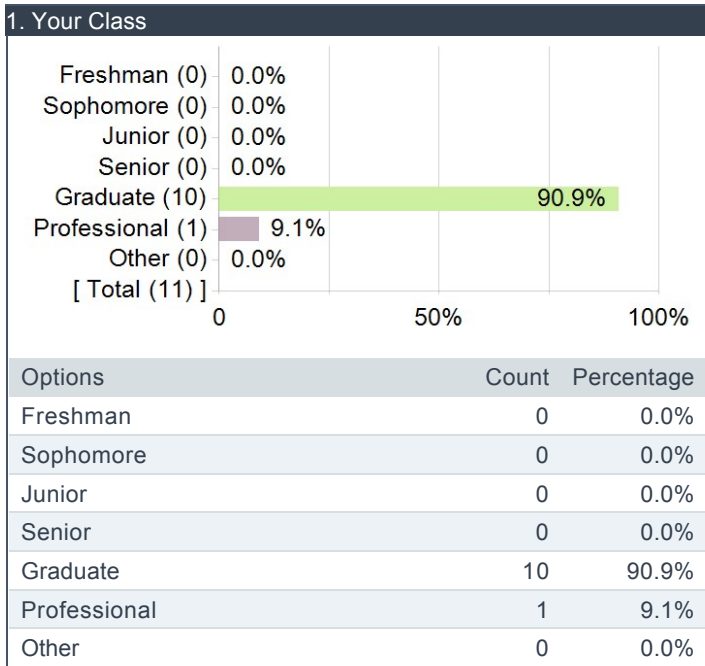 1. Your Class
Freshman (0) 0.0%
Sophomore (0) 0.0%
Junior (0) 0.0%
Senior (0) 0.0%
Graduate (10) 90.9%
Professional (1) 9.1%
Other (0) 0.0%
[ Total (11) ]
0 50% 100%
Options Count Percentage
Freshman 0 0.0%
Sophomore 0 0.0%
Junior 0 0.0%
Senior 0 0.0%
Graduate 10 90.9%
Professional 1 9.1%
Other 0 0.0%